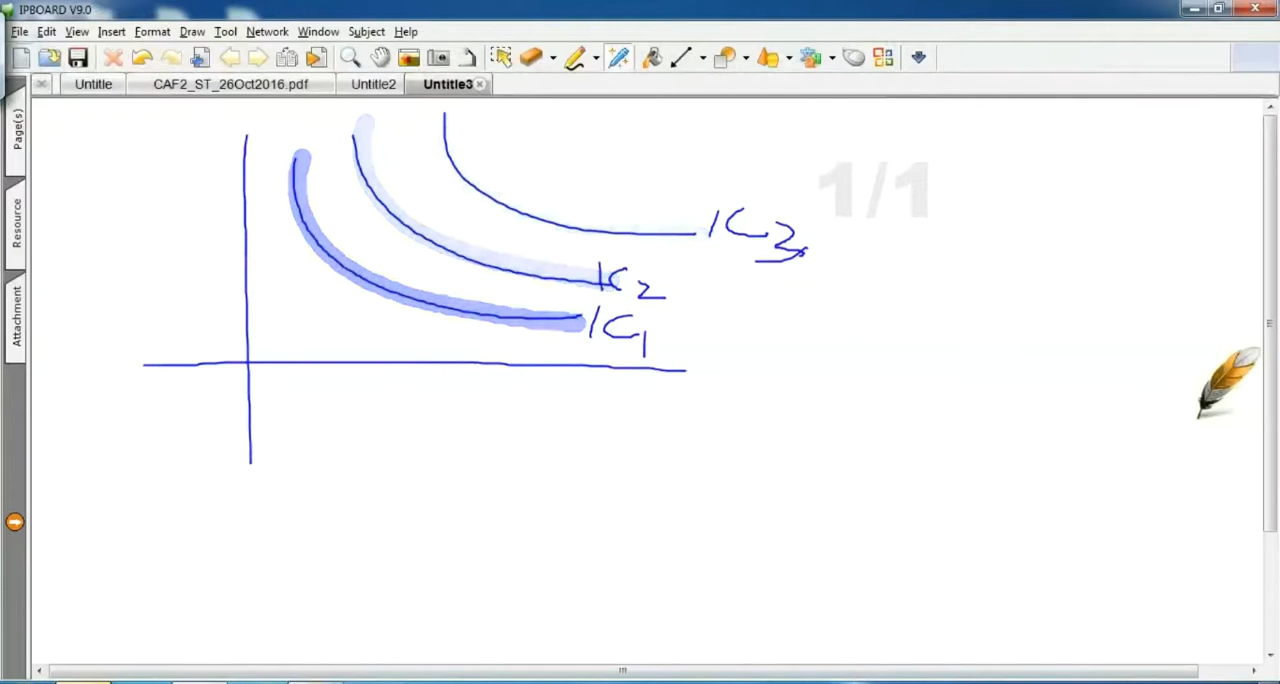 IPBOARD V9.0
File Edit View Insert Format Draw Tool Network Window Subject Help
Untitle CAF2_ST_26Oct2016.pdf Untitle2 Untitle3
Page(s)
Resource
Attachment
1/1
IC3
IC2
IC1